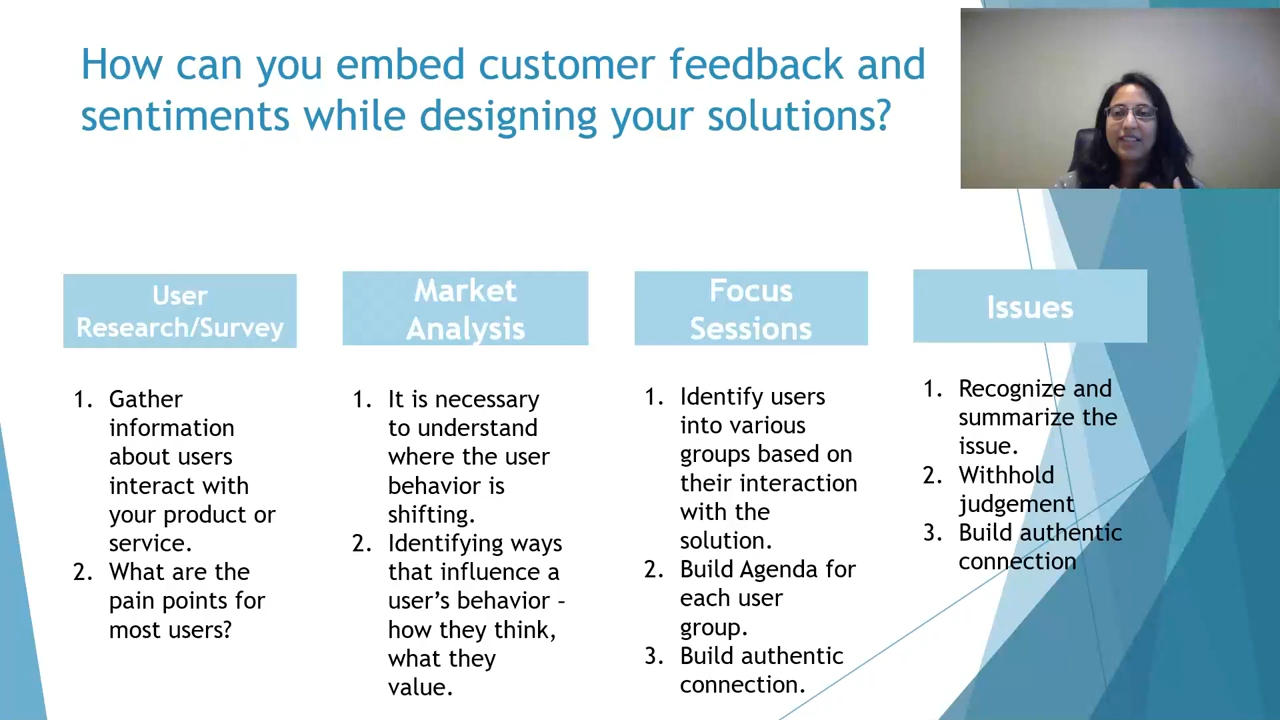 How can you embed customer feedback and
sentiments while designing your solutions?
User
Research/Survey
1. Gather
information
about users
interact with
your product or
service.
2. What are the
pain points for
most users?
Market
Analysis
1. It is necessary
to understand
where the user
behavior is
shifting.
2. Identifying ways
that influence a
user’s behavior –
how they think,
what they
value.
Focus
Sessions
1. Identify users
into various
groups based on
their interaction
with the
solution.
2. Build Agenda for
each user
group.
3. Build authentic
connection.
Issues
1. Recognize and
summarize the
issue.
2. Withhold
judgement
3. Build authentic
connection